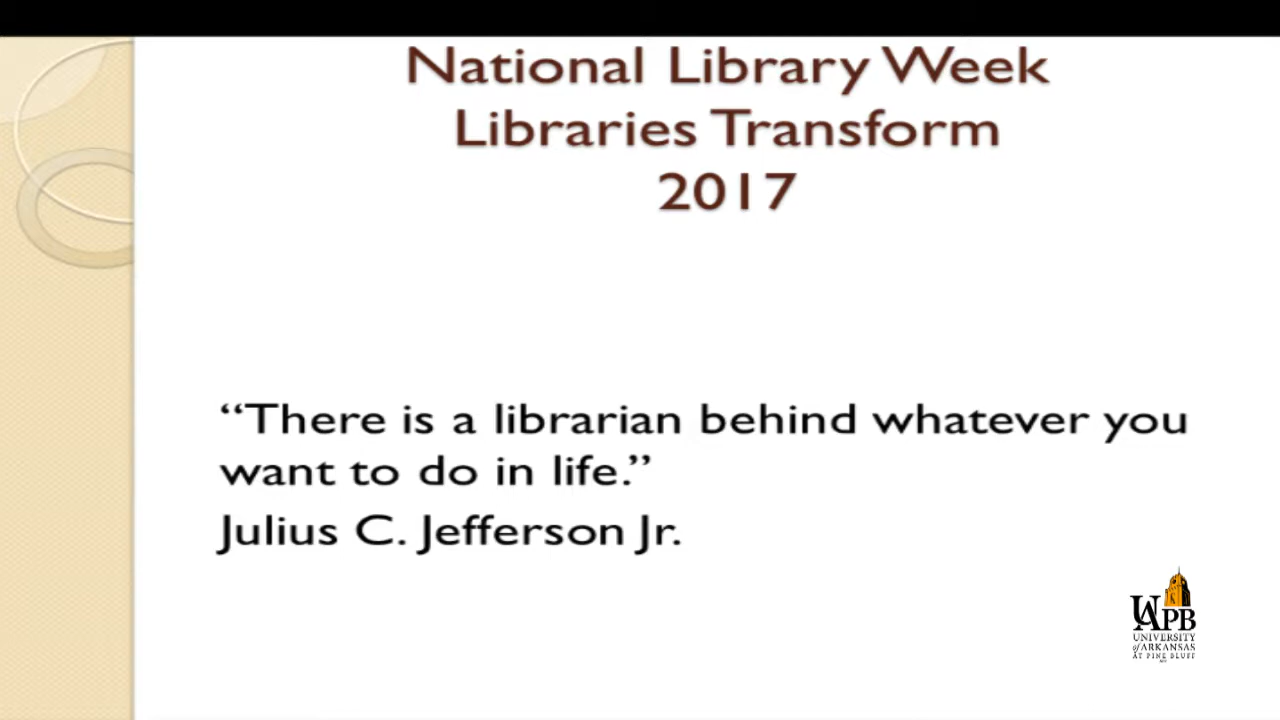 National Library Week
Libraries Transform
2017
“There is a librarian behind whatever you
want to do in life.”
Julius C. Jefferson Jr.
UAPB
UNIVERSITY
of ARKANSAS
AT PINE BLUFF